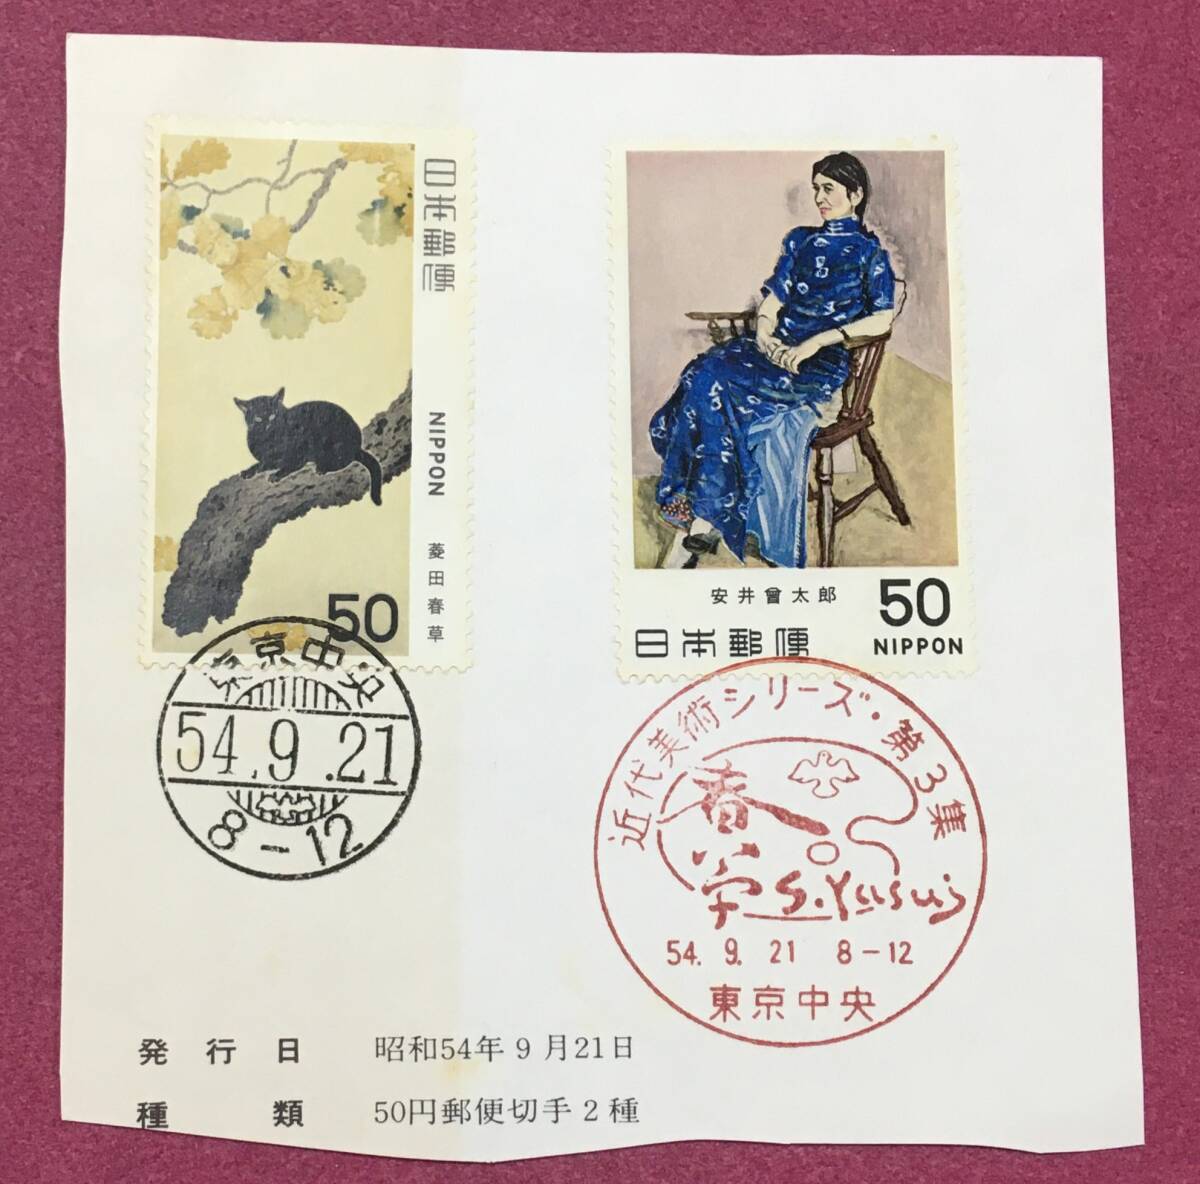 日本郵便
NIPPON
菱田春草
50
安井曾太郎
50
日本郵便
NIPPON
東京中央
54.9.21
8-12
近代美術シリーズ・第3集
春草
S.Yasui
54. 9. 21 8-12
東京中央
発行日 昭和54年9月21日
種類 50円郵便切手2種